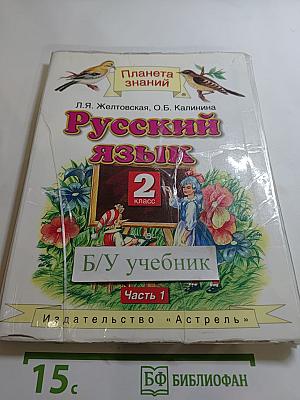 Планета
знаний
Л.Я. Желтовская, О.Б. Калинина
Русский
язык
2
класс
Б/У учебник
Часть 1
Издательство «Астрель»
15с
БФ БИБЛИОФАН